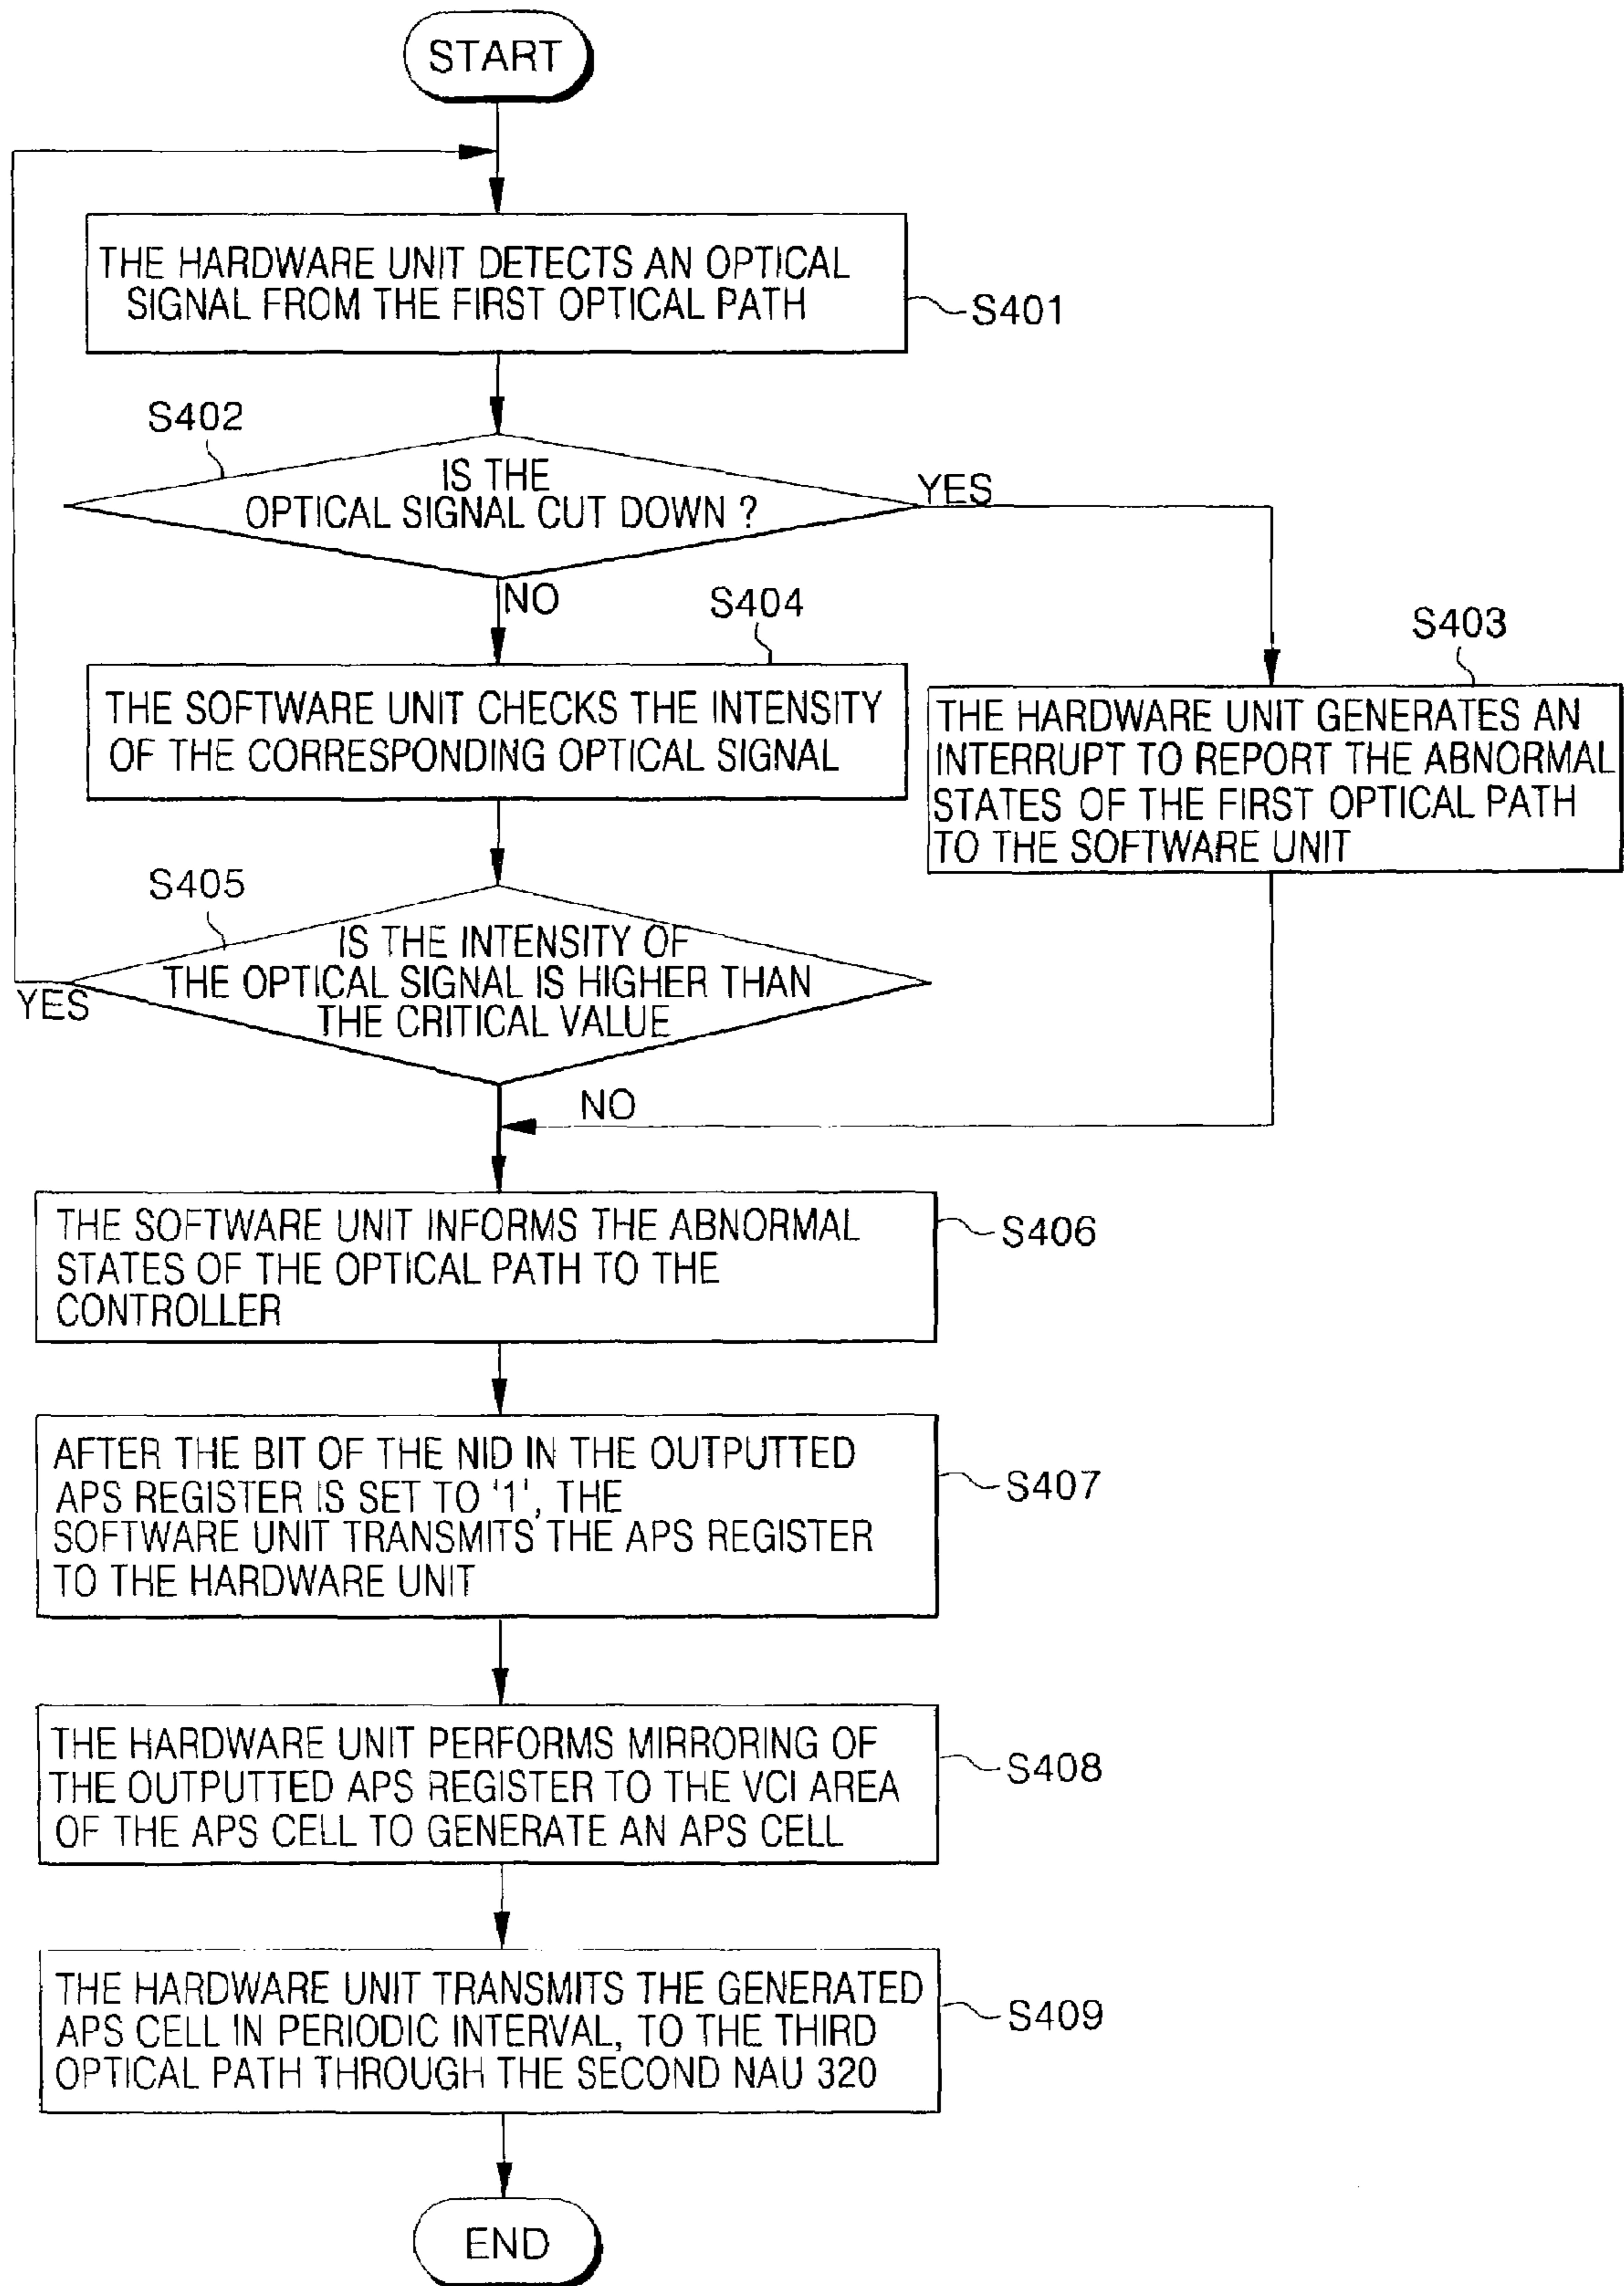 START
THE HARDWARE UNIT DETECTS AN OPTICAL
SIGNAL FROM THE FIRST OPTICAL PATH
S401
S402
IS THE
OPTICAL SIGNAL CUT DOWN ?
YES
NO
S404
THE SOFTWARE UNIT CHECKS THE INTENSITY
OF THE CORRESPONDING OPTICAL SIGNAL
S403
THE HARDWARE UNIT GENERATES AN
INTERRUPT TO REPORT THE ABNORMAL
STATES OF THE FIRST OPTICAL PATH
TO THE SOFTWARE UNIT
S405
IS THE INTENSITY OF
THE OPTICAL SIGNAL IS HIGHER THAN
THE CRITICAL VALUE
YES
NO
THE SOFTWARE UNIT INFORMS THE ABNORMAL
STATES OF THE OPTICAL PATH TO THE
CONTROLLER
S406
AFTER THE BIT OF THE NID IN THE OUTPUTTED
APS REGISTER IS SET TO '1', THE
SOFTWARE UNIT TRANSMITS THE APS REGISTER
TO THE HARDWARE UNIT
S407
THE HARDWARE UNIT PERFORMS MIRRORING OF
THE OUTPUTTED APS REGISTER TO THE VCI AREA
OF THE APS CELL TO GENERATE AN APS CELL
S408
THE HARDWARE UNIT TRANSMITS THE GENERATED
APS CELL IN PERIODIC INTERVAL, TO THE THIRD
OPTICAL PATH THROUGH THE SECOND NAU 320
S409
END